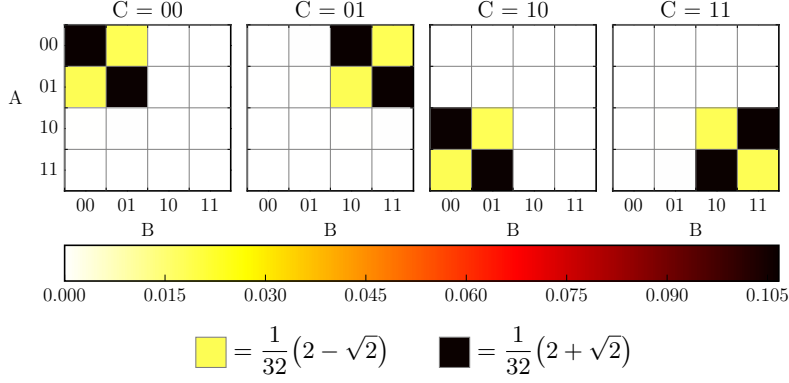 C = 00 C = 01 C = 10 C = 11
A
00
01
10
11
00 01 10 11 00 01 10 11 00 01 10 11 00 01 10 11
B B B B
0.000 0.015 0.030 0.045 0.060 0.075 0.090 0.105
= 1/32 (2 − √2) = 1/32 (2 + √2)